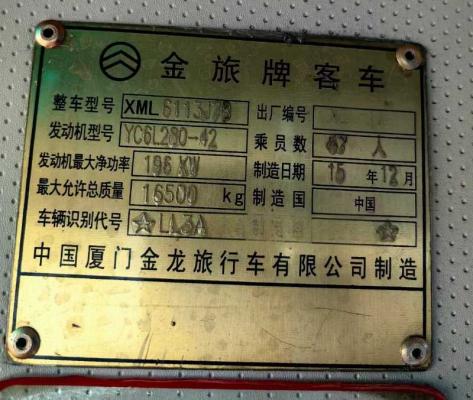 金旅牌客车
整车型号 XML6113J78 出厂编号
发动机型号 YC6L280-42 乘员数 47 人
发动机最大净功率 196 KW 制造日期 15 年 12 月
最大允许总质量 16500 kg 制造国 中国
车辆识别代号 ☆LL3A ☆
中国厦门金龙旅行车有限公司制造